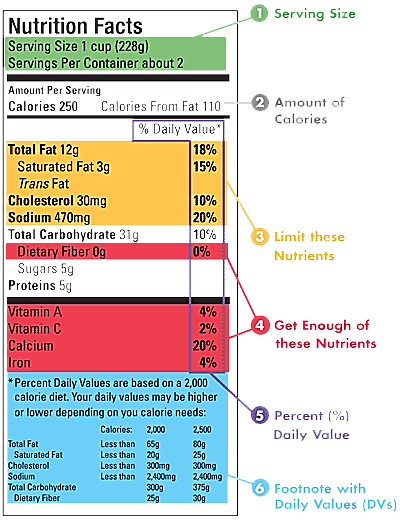 Nutrition Facts
Serving Size 1 cup (228g)
Servings Per Container about 2
Amount Per Serving
Calories 250 Calories From Fat 110
% Daily Value*
Total Fat 12g 18%
Saturated Fat 3g 15%
Trans Fat
Cholesterol 30mg 10%
Sodium 470mg 20%
Total Carbohydrate 31g 10%
Dietary Fiber 0g 0%
Sugars 5g
Proteins 5g
Vitamin A 4%
Vitamin C 2%
Calcium 20%
Iron 4%
* Percent Daily Values are based on a 2,000
calorie diet. Your daily values may be higher
or lower depending on you calorie needs:
Calories: 2,000 2,500
Total Fat Less than 65g 80g
Saturated Fat Less than 20g 25g
Cholesterol Less than 300mg 300mg
Sodium Less than 2,400mg 2,400mg
Total Carbohydrate 300g 375g
Dietary Fiber 25g 30g
1 Serving Size
2 Amount of
Calories
3 Limit these
Nutrients
4 Get Enough of
these Nutrients
5 Percent (%)
Daily Value
6 Footnote with
Daily Values (DVs)